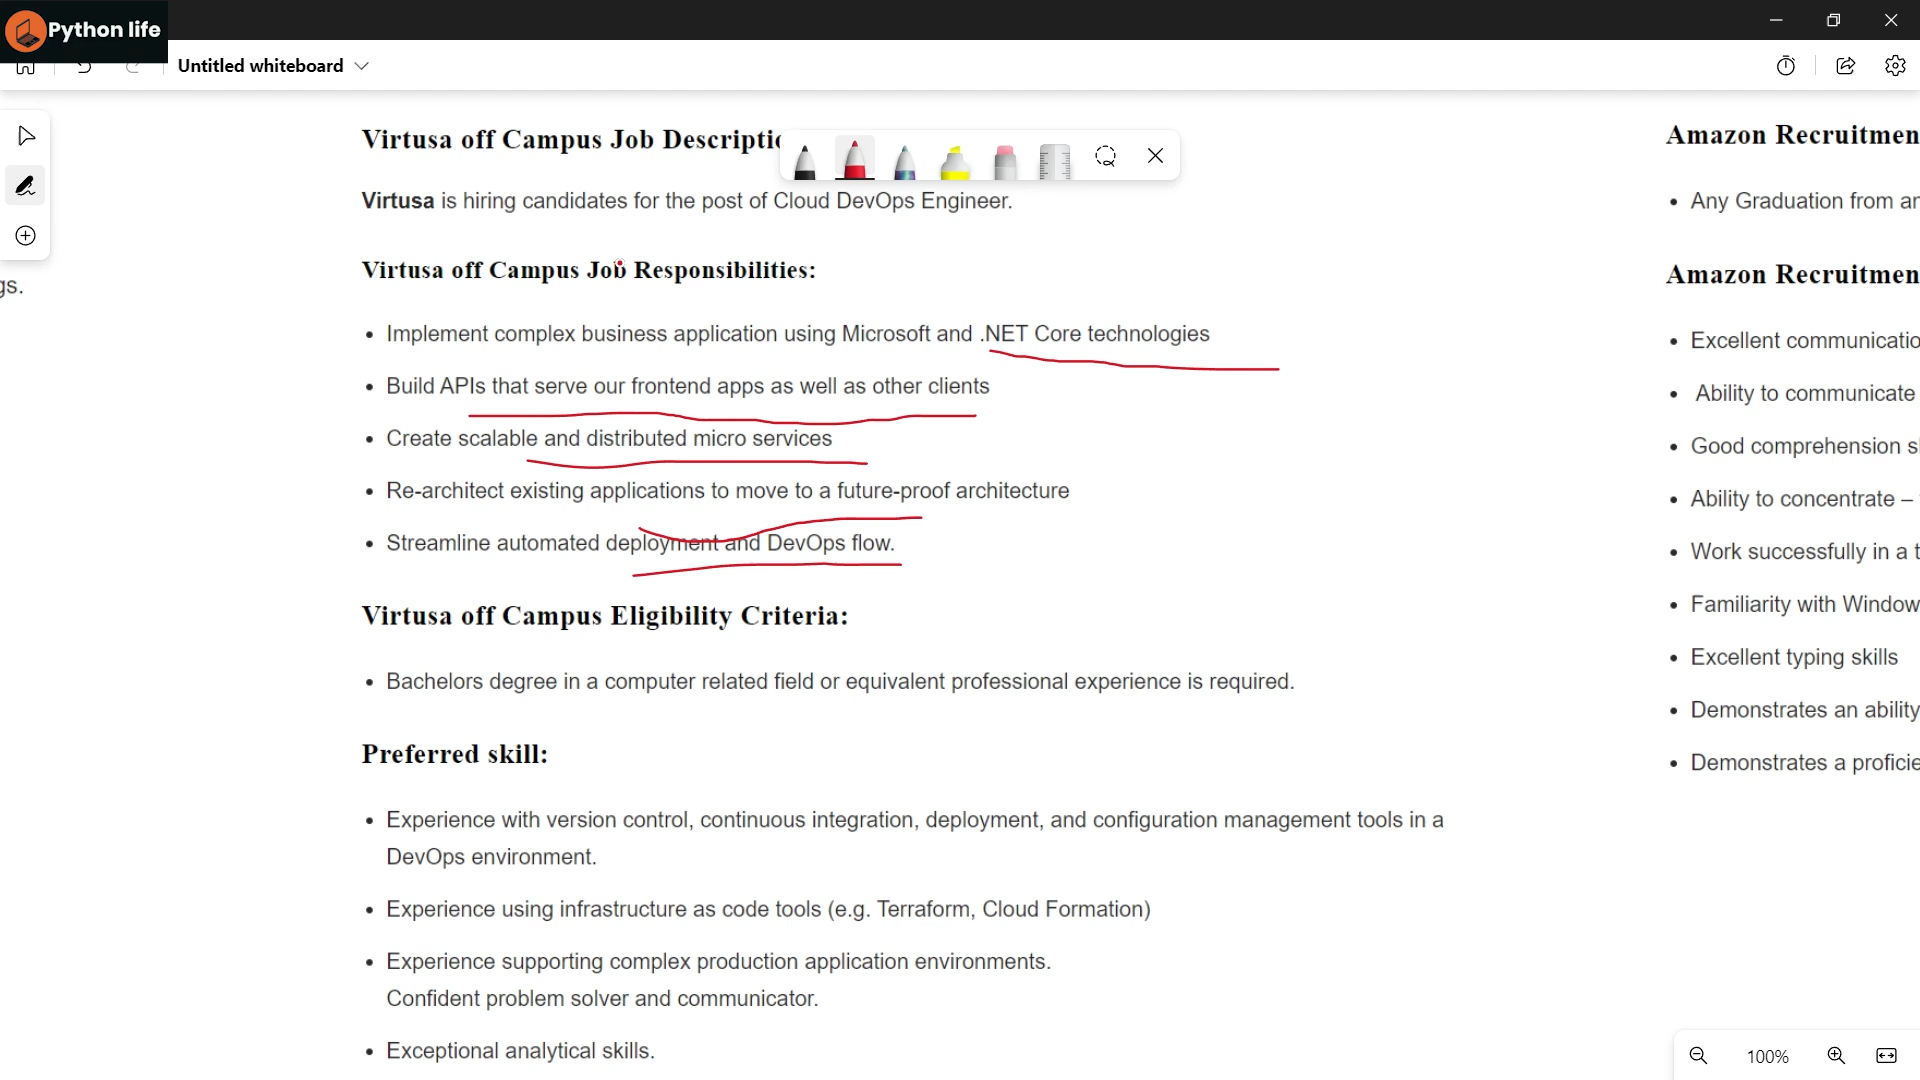 Python life
Untitled whiteboard
gs.
Virtusa off Campus Job Descriptio
Virtusa is hiring candidates for the post of Cloud DevOps Engineer.
Virtusa off Campus Job Responsibilities:
• Implement complex business application using Microsoft and .NET Core technologies
• Build APIs that serve our frontend apps as well as other clients
• Create scalable and distributed micro services
• Re-architect existing applications to move to a future-proof architecture
• Streamline automated deployment and DevOps flow.
Virtusa off Campus Eligibility Criteria:
• Bachelors degree in a computer related field or equivalent professional experience is required.
Preferred skill:
• Experience with version control, continuous integration, deployment, and configuration management tools in a
DevOps environment.
• Experience using infrastructure as code tools (e.g. Terraform, Cloud Formation)
• Experience supporting complex production application environments.
Confident problem solver and communicator.
• Exceptional analytical skills.
Amazon Recruitmen
• Any Graduation from an
Amazon Recruitmen
• Excellent communicatio
• Ability to communicate
• Good comprehension s
• Ability to concentrate –
• Work successfully in a t
• Familiarity with Window
• Excellent typing skills
• Demonstrates an ability
• Demonstrates a proficie
100%